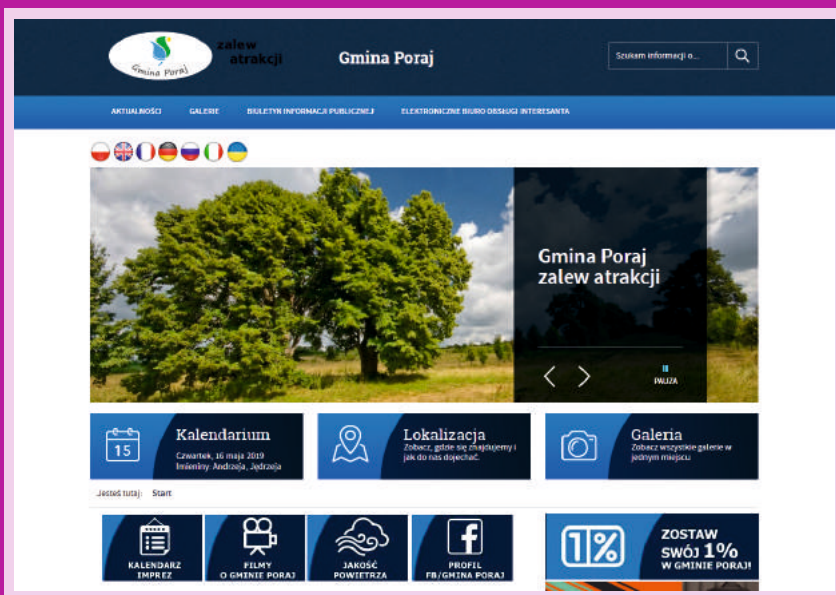 Gmina Poraj
zalew
atrakcji
Gmina Poraj
Szukam informacji o...
AKTUALNOŚCI GALERIE BIULETYN INFORMACJI PUBLICZNEJ ELEKTRONICZNE BIURO OBSŁUGI INTERESANTA
Gmina Poraj
zalew atrakcji
PAUZA
15
Kalendarium
Czwartek, 16 maja 2019
Imieniny: Andrzeja, Jędrzeja
Lokalizacja
Zobacz, gdzie się znajdujemy i
jak do nas dojechać.
Galeria
Zobacz wszystkie galerie w
jednym miejscu
Jesteś tutaj: Start
KALENDARZ
IMPREZ
FILMY
O GMINIE PORAJ
JAKOŚĆ
POWIETRZA
PROFIL
FB/GMINA PORAJ
1%
ZOSTAW
SWÓJ 1%
W GMINIE PORAJ!